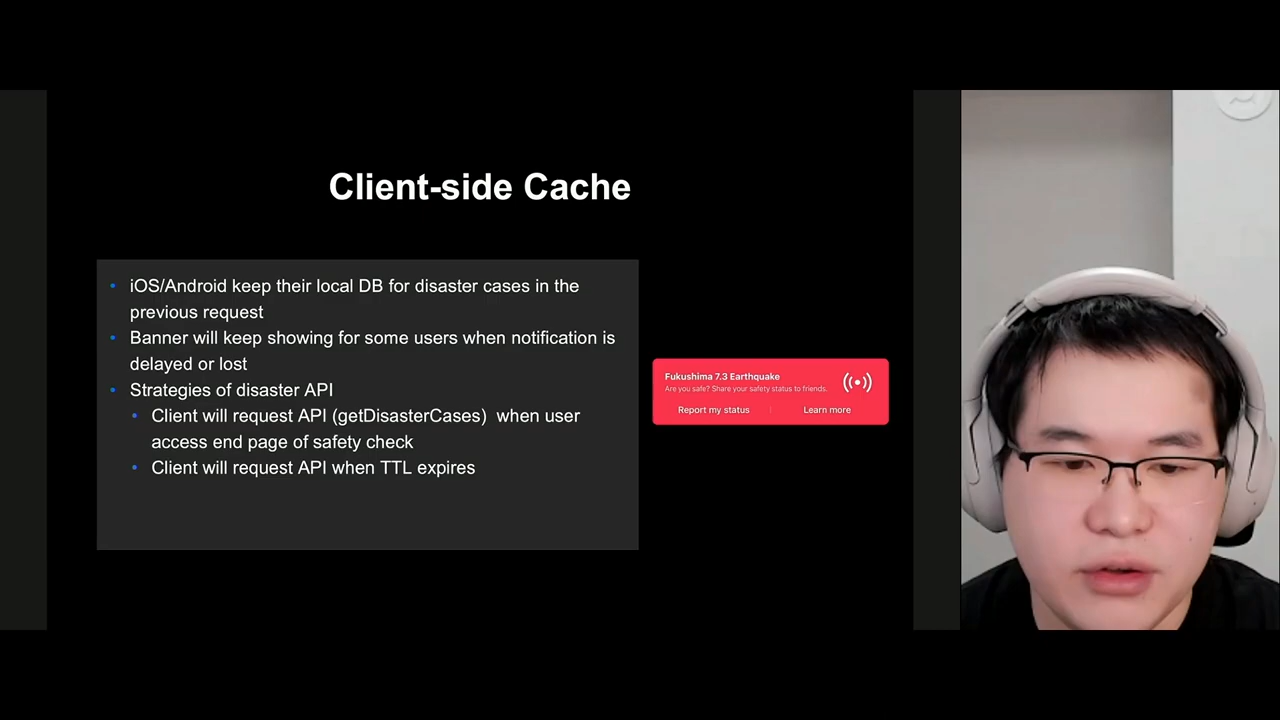 Client-side Cache
iOS/Android keep their local DB for disaster cases in the
previous request
Banner will keep showing for some users when notification is
delayed or lost
Strategies of disaster API
Client will request API (getDisasterCases) when user
access end page of safety check
Client will request API when TTL expires
Fukushima 7.3 Earthquake
Are you safe? Share your safety status to friends.
Report my status
Learn more